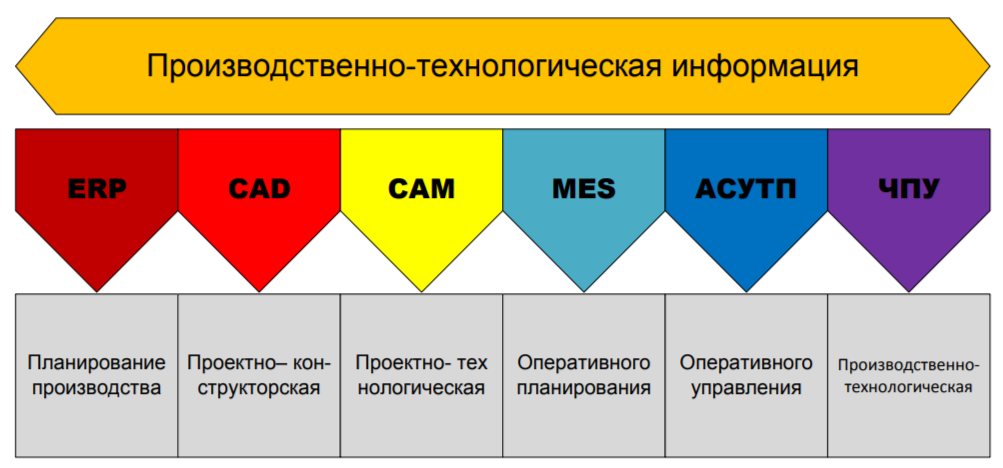 Производственно-технологическая информация
ERP
CAD
CAM
MES
АСУТП
ЧПУ
Планирование
производства
Проектно– кон-
структорская
Проектно- тех
нологическая
Оперативного
планирования
Оперативного
управления
Производственно-
технологическая